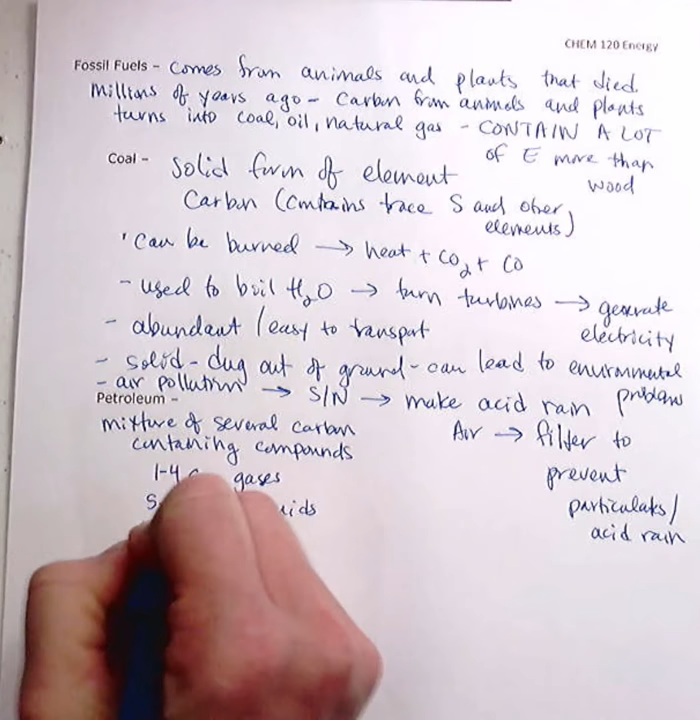 CHEM 120 Energy
Fossil Fuels - comes from animals and plants that died
millions of years ago - carbon from animals and plants
turns into coal, oil, natural gas - CONTAIN A LOT
of E more than
wood
Coal - solid form of element
carbon (contains trace S and other
elements)
can be burned → heat + CO2 + CO
- used to boil H2O → turn turbines → generate
electricity
- abundant / easy to transport
- solid - dug out of ground - can lead to environmental
problems
- air pollution → S/N → make acid rain
Petroleum -
mixture of several carbon
containing compounds
1-4 gases
Air → filter to
prevent
particulates/
acid rain